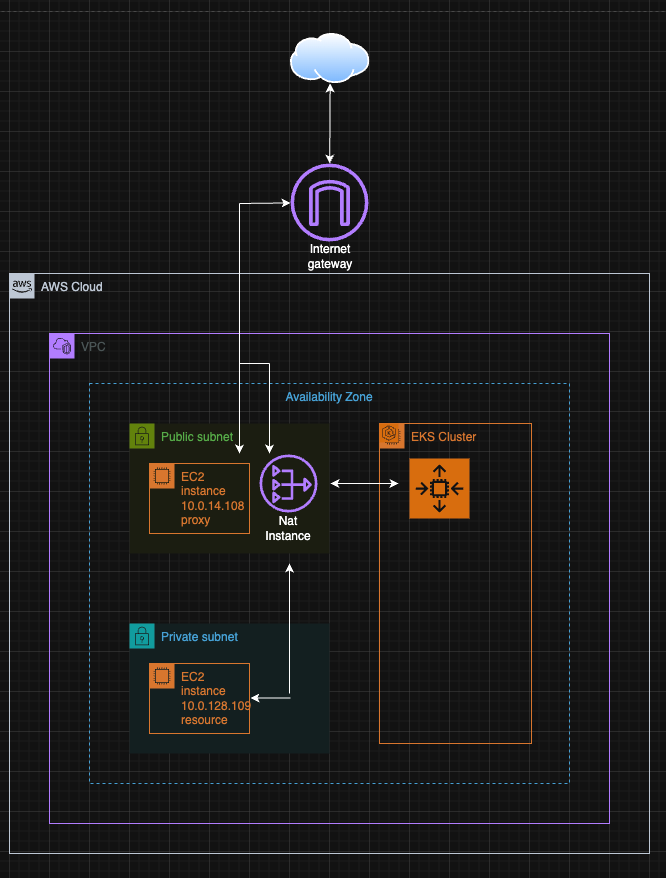 Internet
gateway
aws
AWS Cloud
VPC
Availability Zone
Public subnet
EC2
instance
10.0.14.108
proxy
Nat
Instance
EKS Cluster
Private subnet
EC2
instance
10.0.128.109
resource